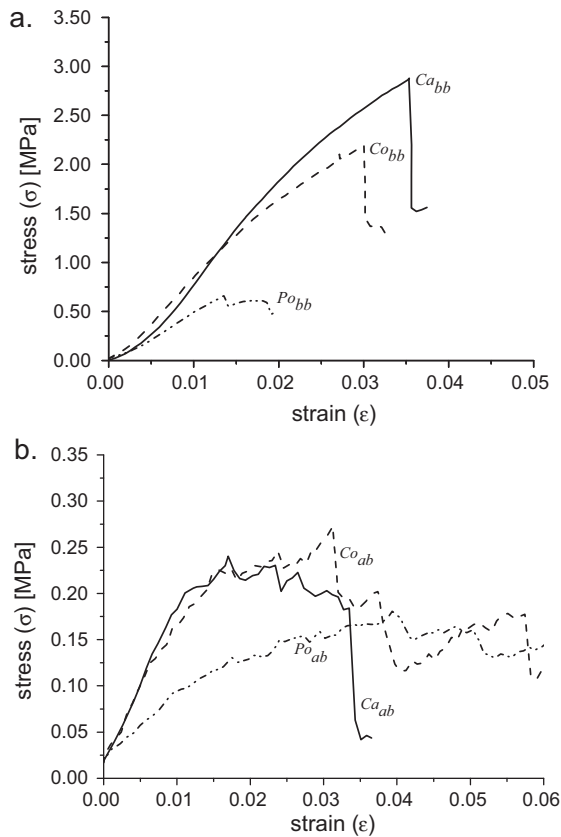 a.
3.50
3.00
2.50
2.00
1.50
1.00
0.50
0.00
stress (σ) [MPa]
Ca_bb
Co_bb
Po_bb
0.00 0.01 0.02 0.03 0.04 0.05
strain (ε)
b.
0.35
0.30
0.25
0.20
0.15
0.10
0.05
0.00
stress (σ) [MPa]
Co_ab
Po_ab
Ca_ab
0.00 0.01 0.02 0.03 0.04 0.05 0.06
strain (ε)